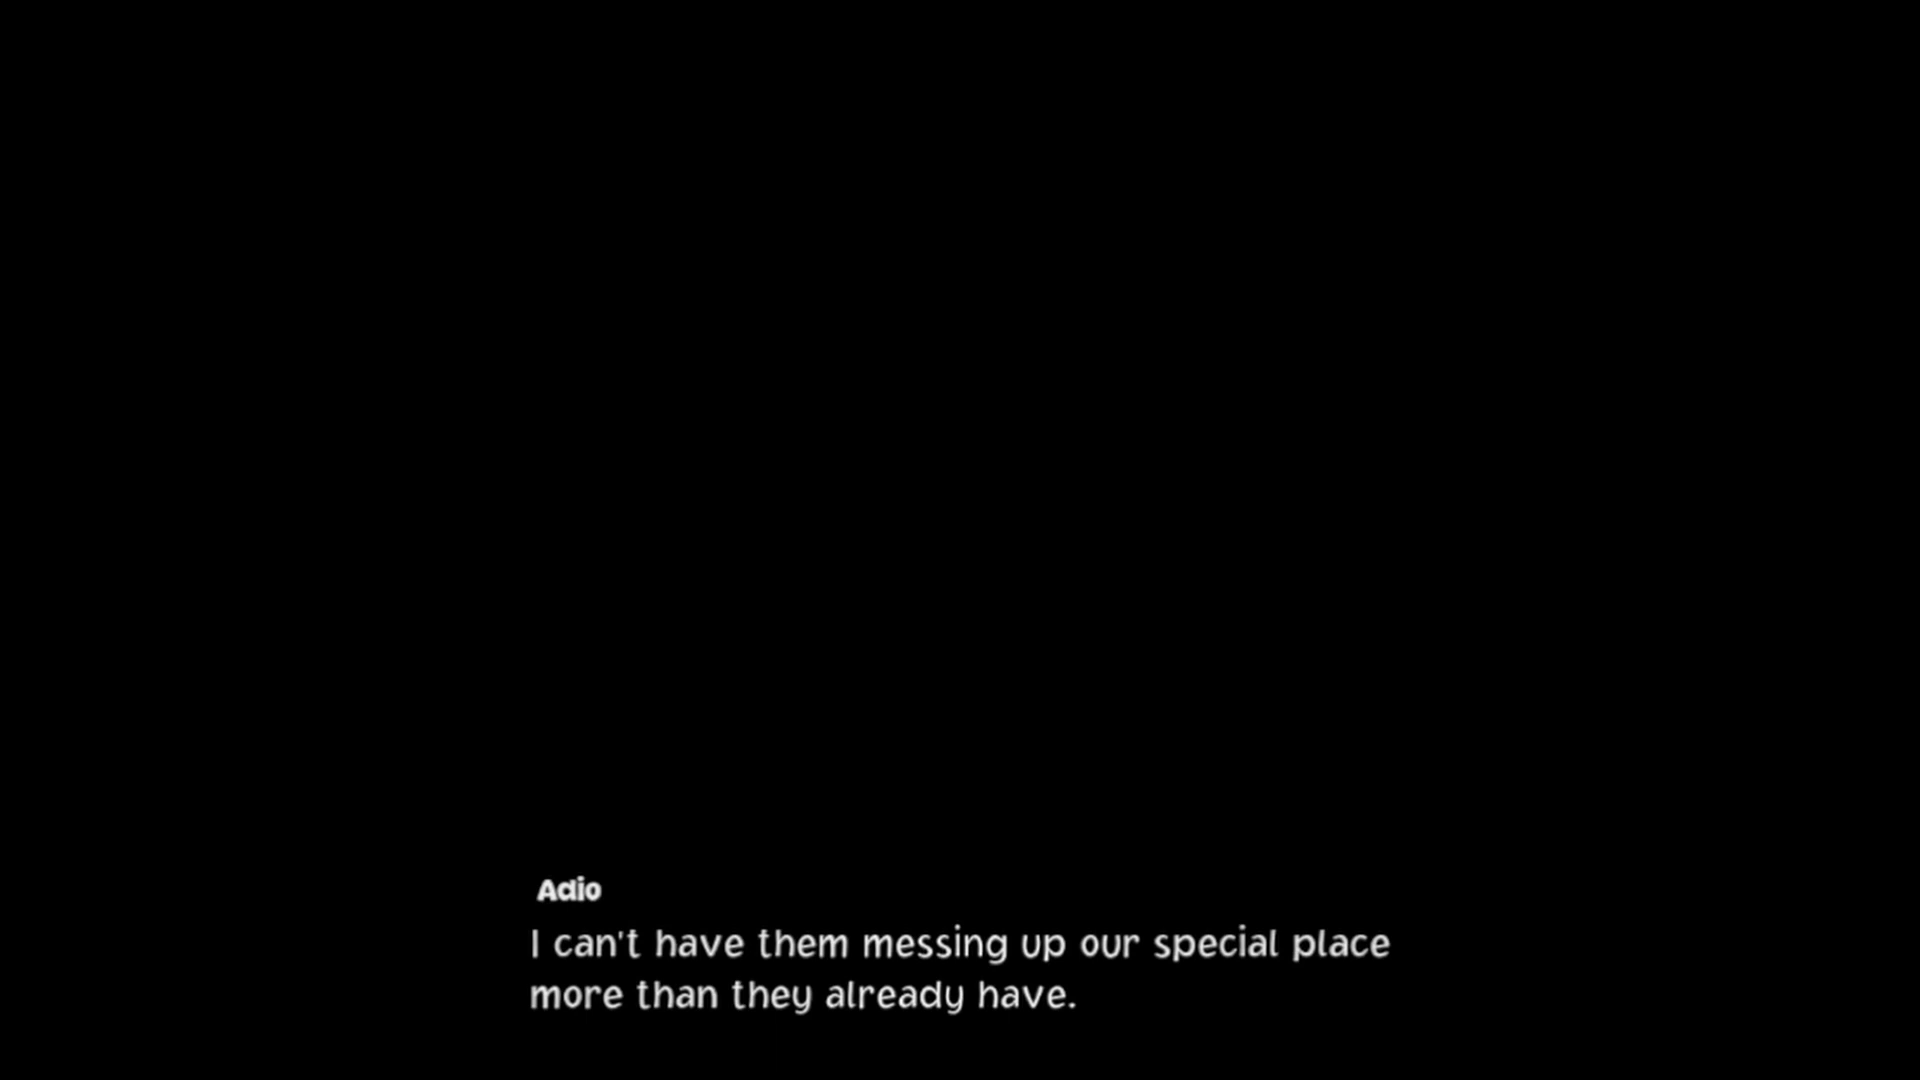 Adio
I can't have them messing up our special place
more than they already have.